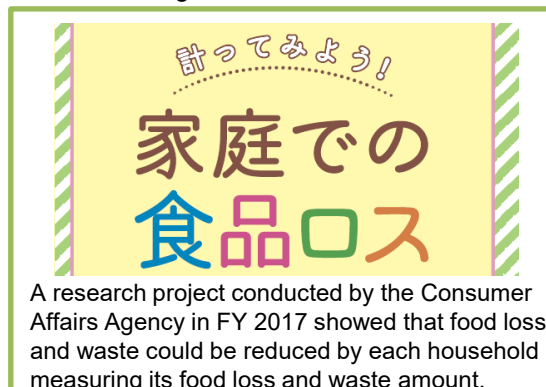 計ってみよう!
家庭での
食品ロス
A research project conducted by the Consumer
Affairs Agency in FY 2017 showed that food loss
and waste could be reduced by each household
measuring its food loss and waste amount.